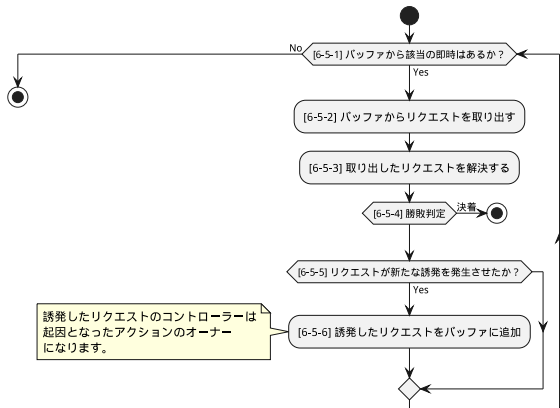 No
[6-5-1] バッファから該当の即時はあるか?
Yes
[6-5-2] バッファからリクエストを取り出す
[6-5-3] 取り出したリクエストを解決する
[6-5-4] 勝敗判定
決着
[6-5-5] リクエストが新たな誘発を発生させたか?
Yes
誘発したリクエストのコントローラーは
起因となったアクションのオーナー
になります。
[6-5-6] 誘発したリクエストをバッファに追加